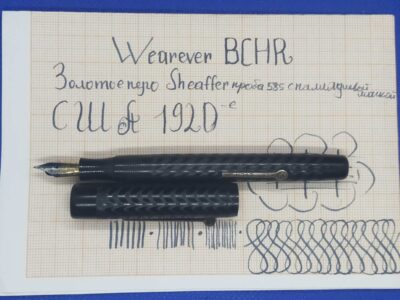 Wearever BCHR
Золотое перо Sheaffer проба 585 с палладиевой маской
США 1920-е